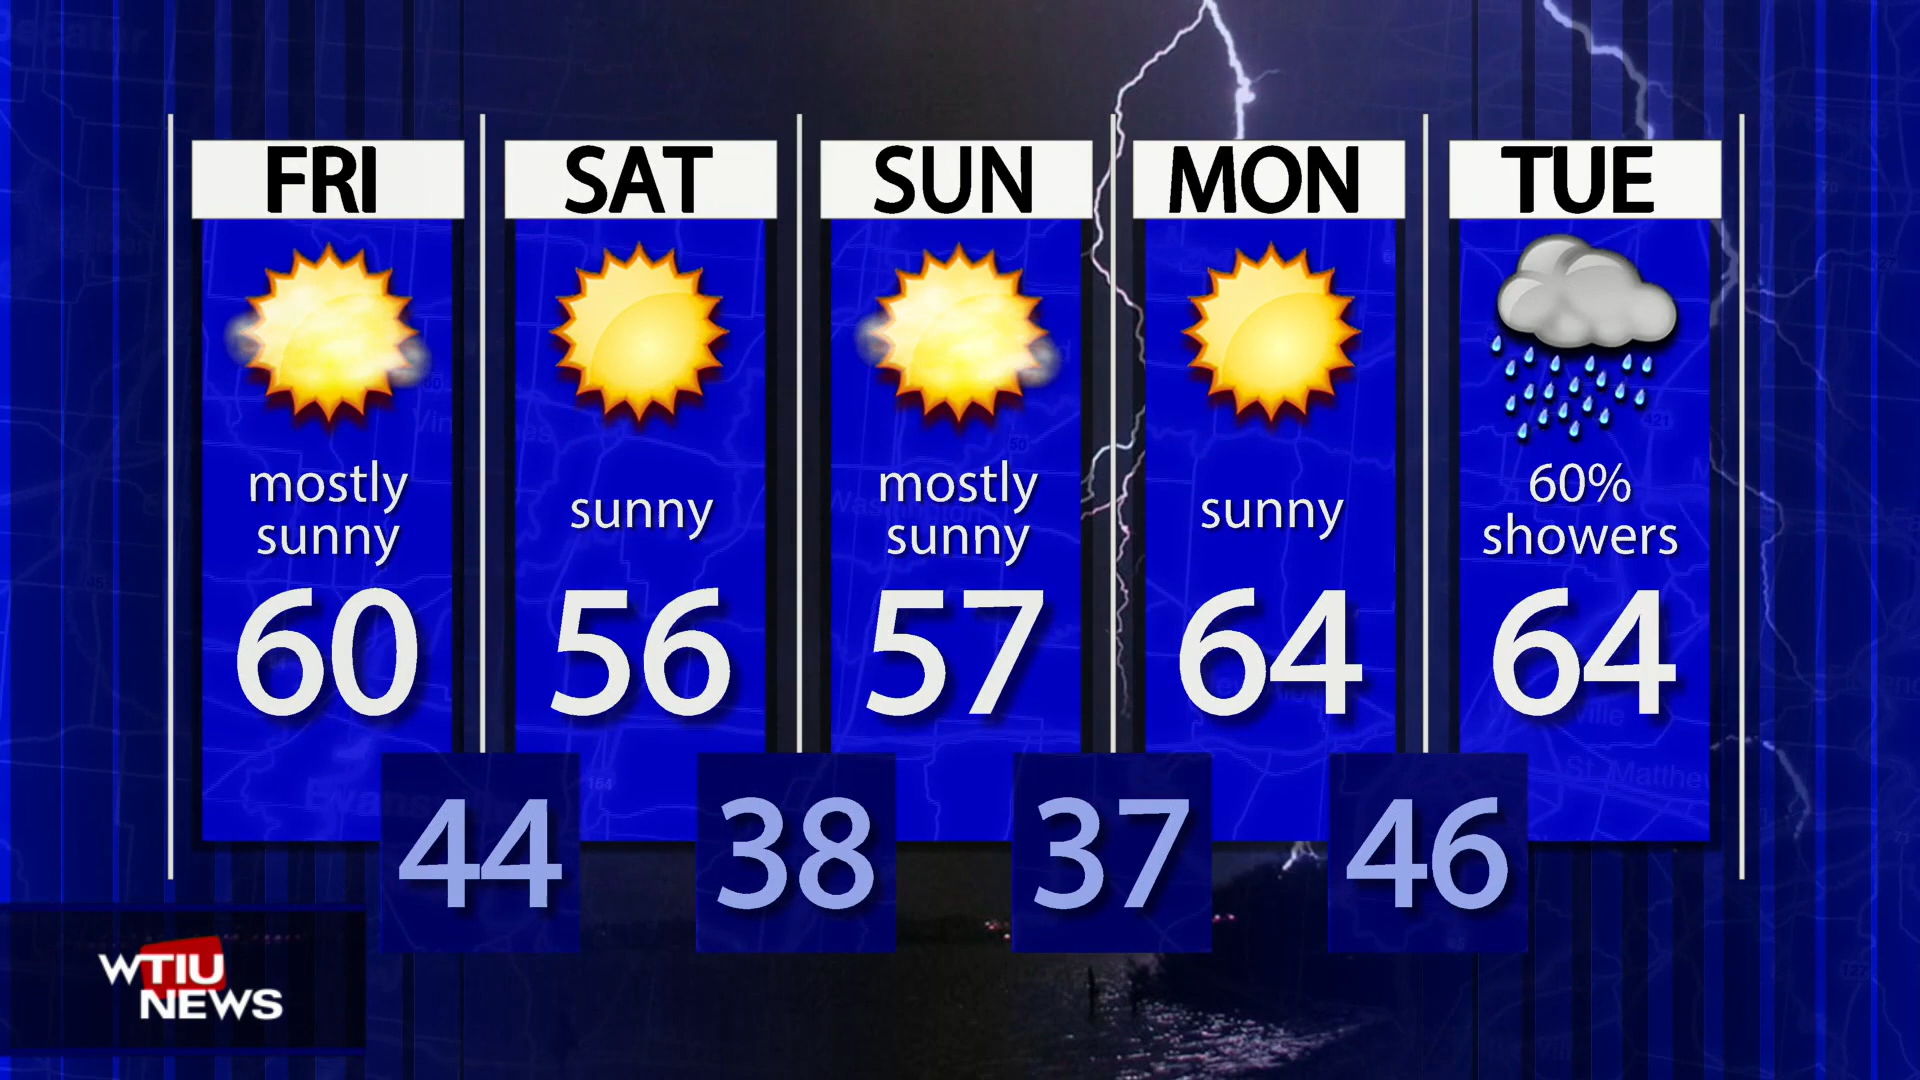 FRI
SAT
SUN
MON
TUE
mostly
sunny
sunny
mostly
sunny
sunny
60%
showers
60
56
57
64
64
44
38
37
46
WTIU
NEWS